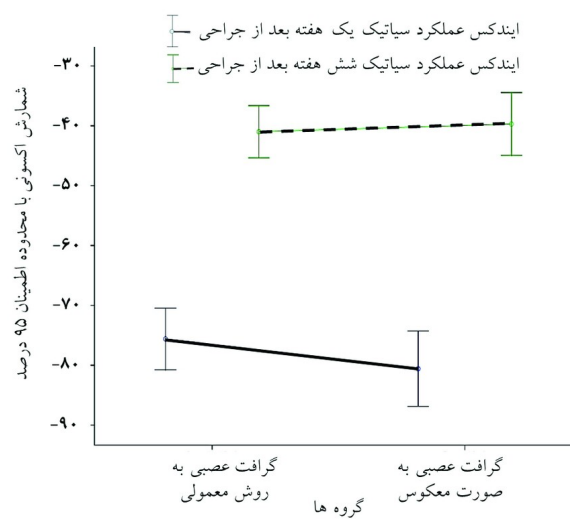 ایندکس عملکرد سیاتیک یک هفته بعد از جراحی
ایندکس عملکرد سیاتیک شش هفته بعد از جراحی
شمارش اکسونی با محدوده اطمینان ۹۵ درصد
-۳۰
-۴۰
-۵۰
-۶۰
-۷۰
-۸۰
-۹۰
گرافت عصبی به
روش معمولی
گرافت عصبی به
صورت معکوس
گروه ها